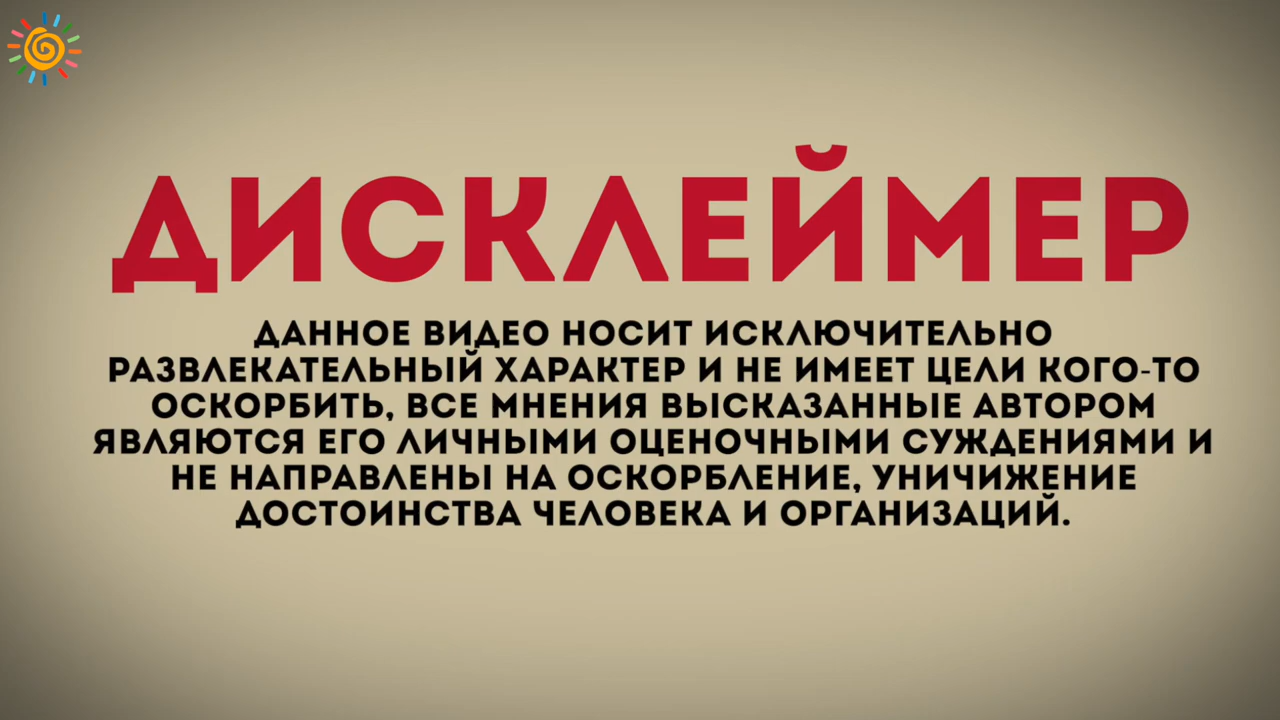 ДИСКЛЕЙМЕР
ДАННОЕ ВИДЕО НОСИТ ИСКЛЮЧИТЕЛЬНО
РАЗВЛЕКАТЕЛЬНЫЙ ХАРАКТЕР И НЕ ИМЕЕТ ЦЕЛИ КОГО-ТО
ОСКОРБИТЬ, ВСЕ МНЕНИЯ ВЫСКАЗАННЫЕ АВТОРОМ
ЯВЛЯЮТСЯ ЕГО ЛИЧНЫМИ ОЦЕНОЧНЫМИ СУЖДЕНИЯМИ И
НЕ НАПРАВЛЕНЫ НА ОСКОРБЛЕНИЕ, УНИЧИЖЕНИЕ
ДОСТОИНСТВА ЧЕЛОВЕКА И ОРГАНИЗАЦИЙ.